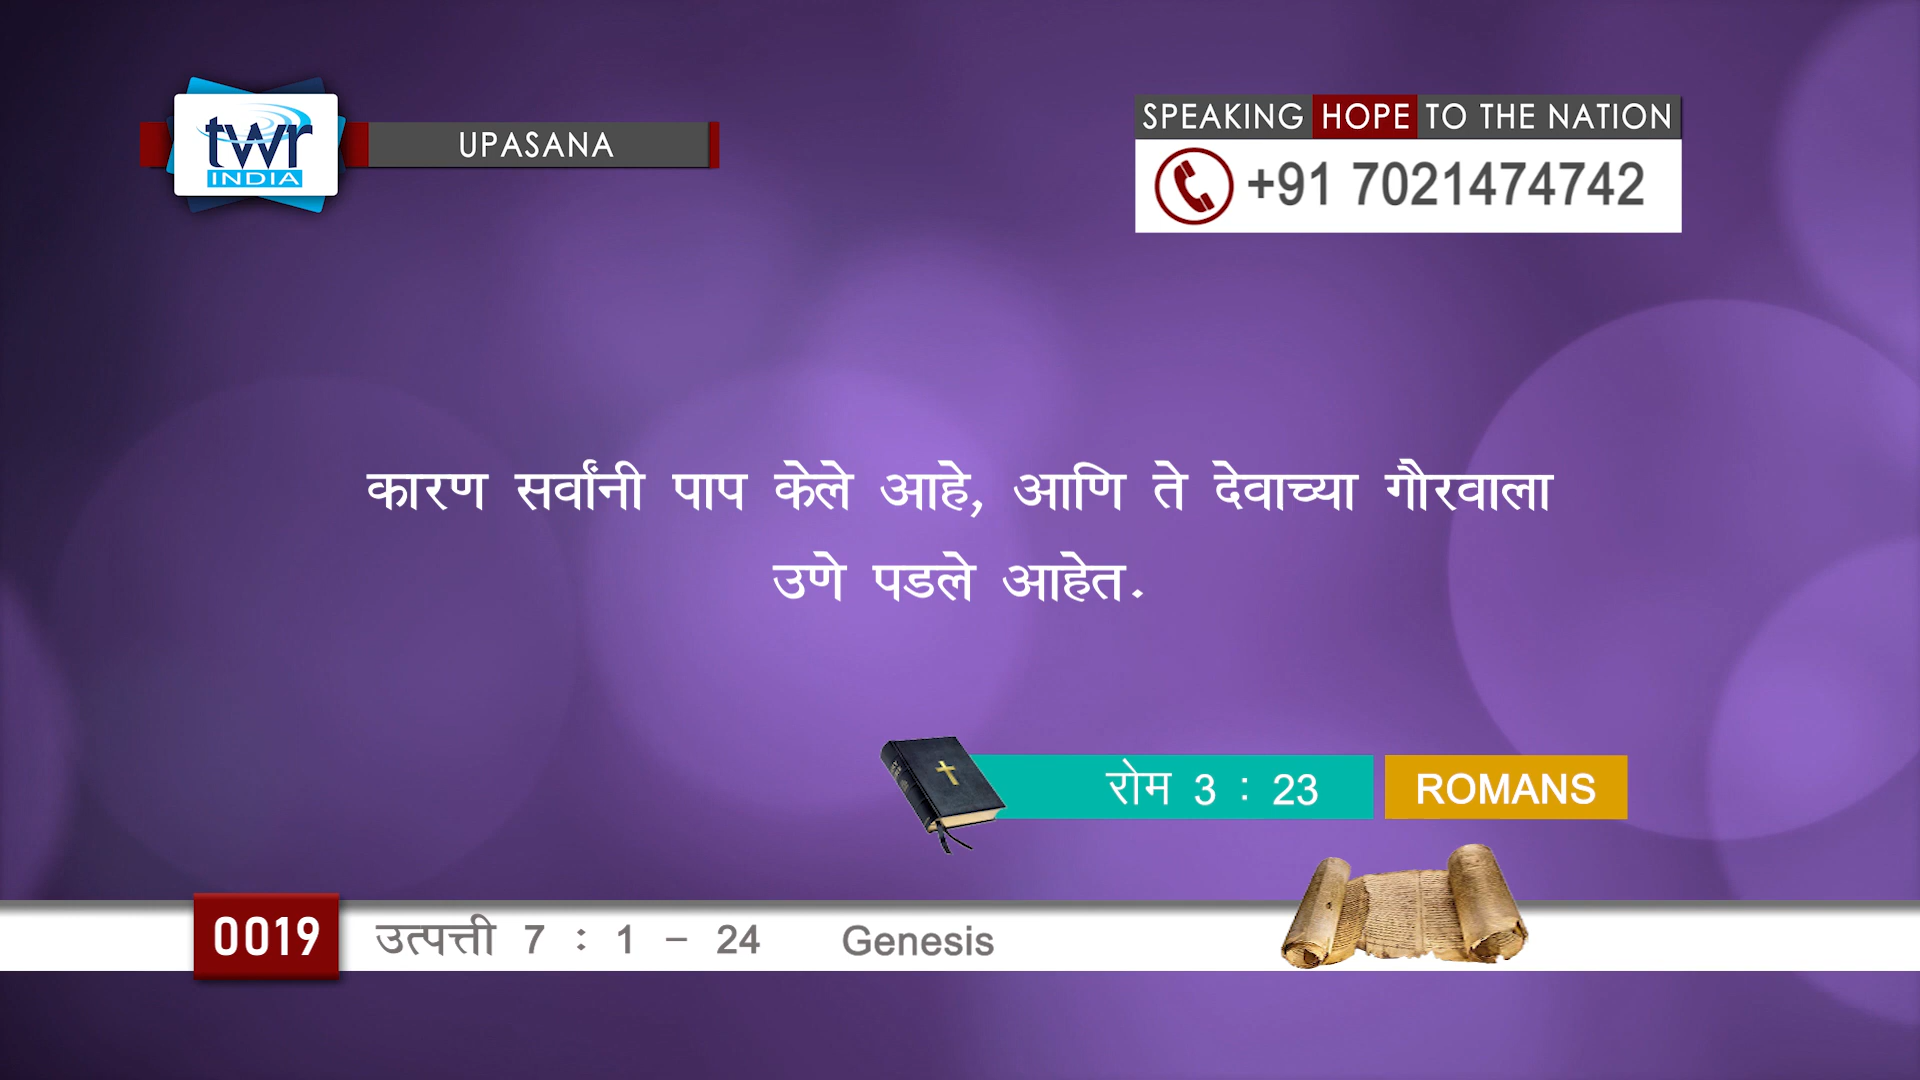 twr
INDIA
UPASANA
SPEAKING HOPE TO THE NATION
+91 7021474742
कारण सर्वांनी पाप केले आहे, आणि ते देवाच्या गौरवाला
उणे पडले आहेत.
रोम 3 : 23
ROMANS
0019
उत्पत्ती 7 : 1 - 24
Genesis